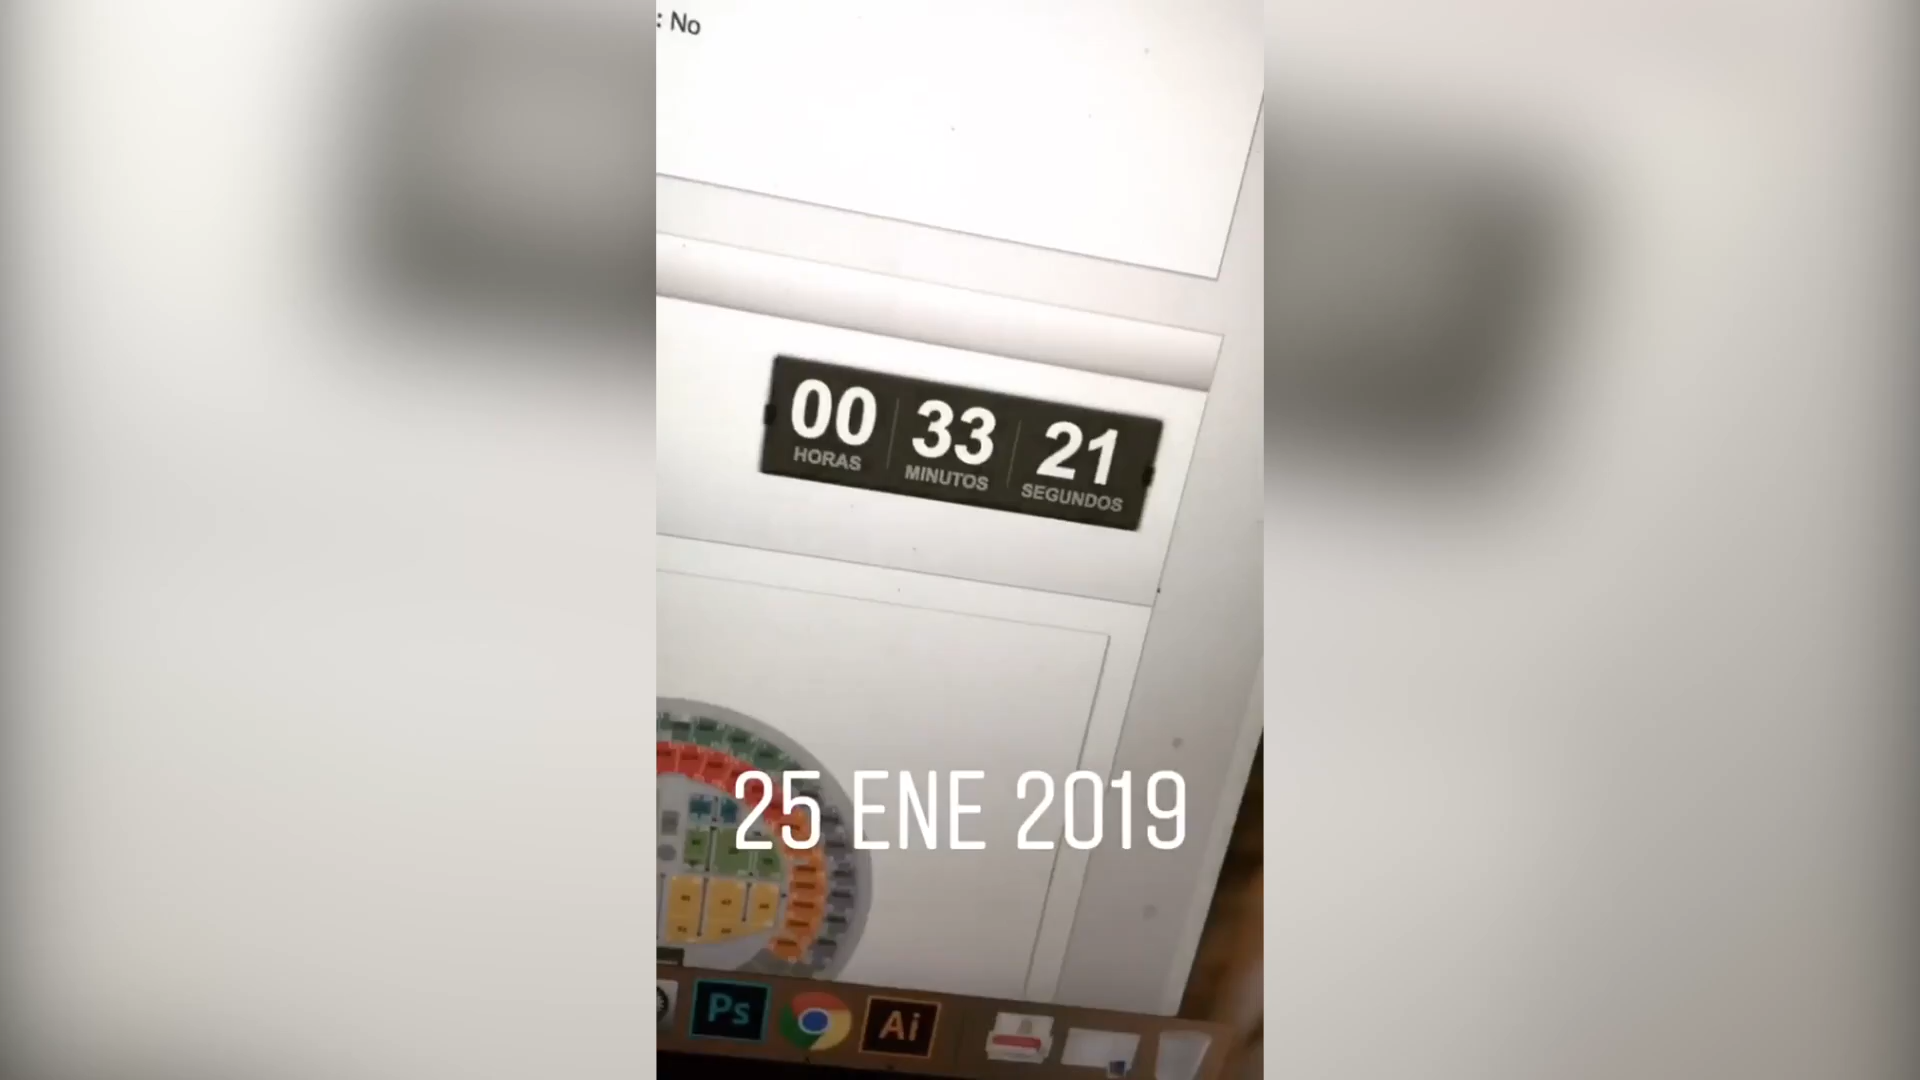 : No
00 33 21
HORAS MINUTOS SEGUNDOS
25 ENE 2019
Ps Ai